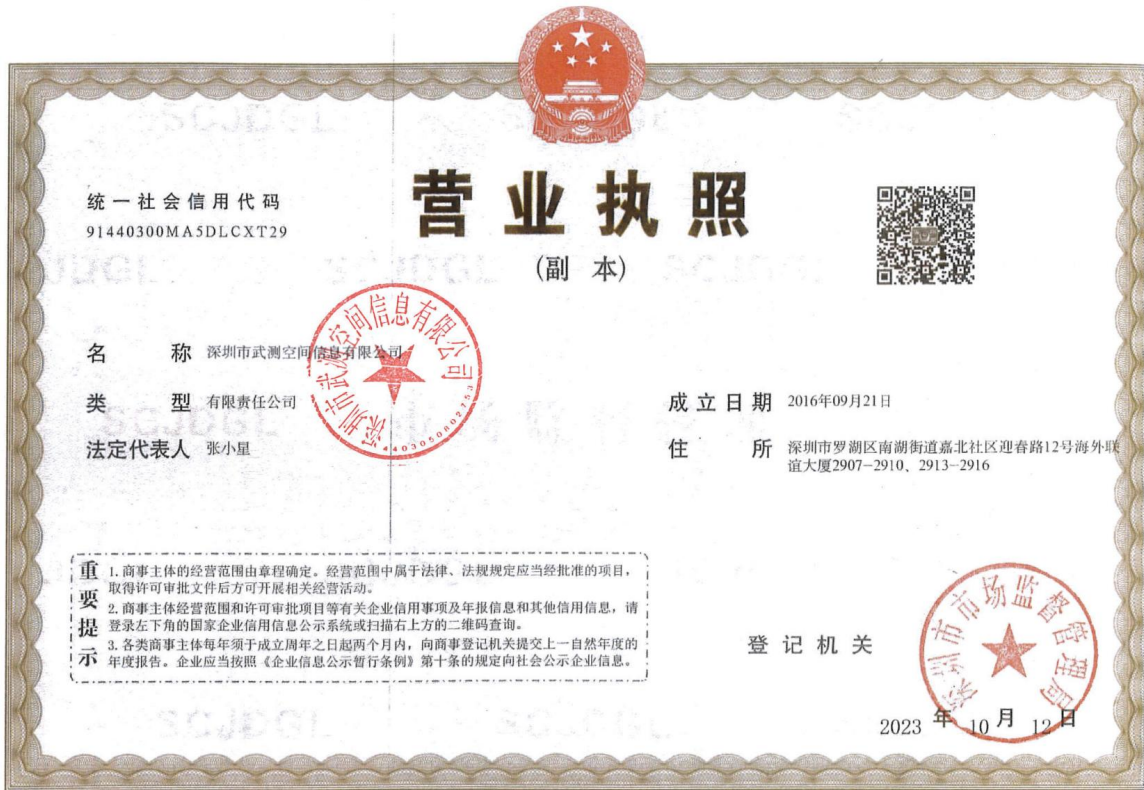 营业执照
(副 本)
统一社会信用代码
91440300MA5DLCXT29
名 称 深圳市武测空间信息有限公司
类 型 有限责任公司
法定代表人 张小星
成立日期 2016年09月21日
住 所 深圳市罗湖区南湖街道嘉北社区迎春路12号海外联
谊大厦2907-2910、2913-2916
深圳市武测空间信息有限公司
4403050802753
重要提示
1. 商事主体的经营范围由章程确定。经营范围中属于法律、法规规定应当经批准的项目，
取得许可审批文件后方可开展相关经营活动。
2. 商事主体经营范围和许可审批项目等有关企业信用事项及年报信息和其他信用信息，请
登录左下角的国家企业信用信息公示系统或扫描右上方的二维码查询。
3. 各类商事主体每年须于成立周年之日起两个月内，向商事登记机关提交上一自然年度的
年度报告。企业应当按照《企业信息公示暂行条例》第十条的规定向社会公示企业信息。
登记机关
深圳市市场监督管理局
2023 年 10 月 12 日
SCJDGL